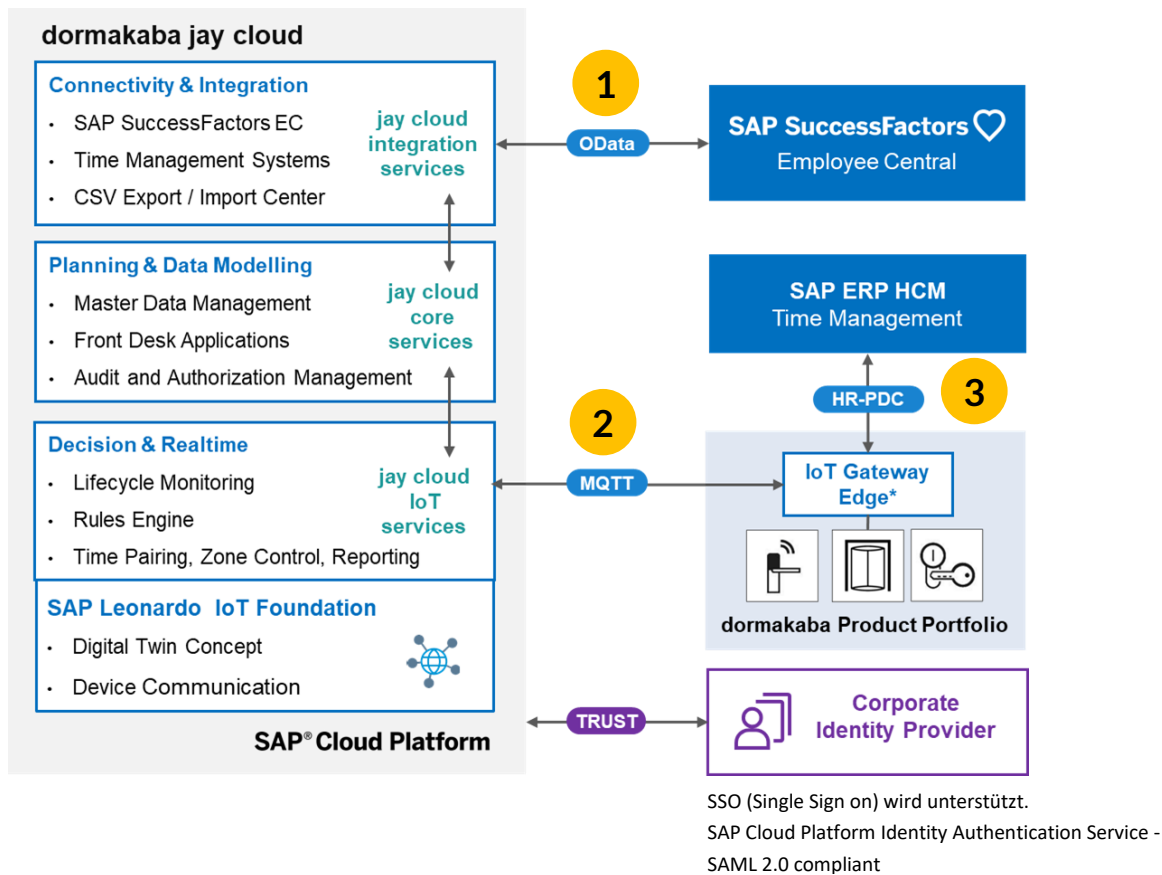 dormakaba jay cloud
Connectivity & Integration
• SAP SuccessFactors EC
• Time Management Systems
• CSV Export / Import Center
jay cloud
integration
services
Planning & Data Modelling
• Master Data Management
• Front Desk Applications
• Audit and Authorization Management
jay cloud
core
services
Decision & Realtime
• Lifecycle Monitoring
• Rules Engine
• Time Pairing, Zone Control, Reporting
jay cloud
IoT
services
SAP Leonardo IoT Foundation
• Digital Twin Concept
• Device Communication
SAP® Cloud Platform
1
OData
SAP SuccessFactors
Employee Central
SAP ERP HCM
Time Management
HR-PDC
3
2
MQTT
IoT Gateway
Edge*
dormakaba Product Portfolio
TRUST
Corporate
Identity Provider
SSO (Single Sign on) wird unterstützt.
SAP Cloud Platform Identity Authentication Service -
SAML 2.0 compliant